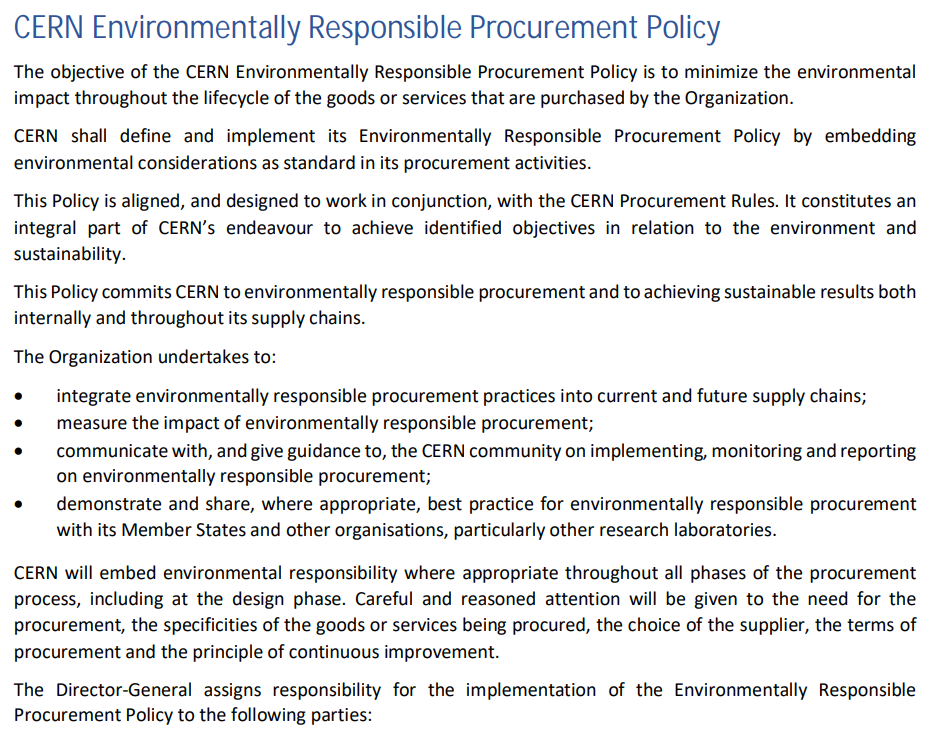 CERN Environmentally Responsible Procurement Policy
The objective of the CERN Environmentally Responsible Procurement Policy is to minimize the environmental
impact throughout the lifecycle of the goods or services that are purchased by the Organization.
CERN shall define and implement its Environmentally Responsible Procurement Policy by embedding
environmental considerations as standard in its procurement activities.
This Policy is aligned, and designed to work in conjunction, with the CERN Procurement Rules. It constitutes an
integral part of CERN’s endeavour to achieve identified objectives in relation to the environment and
sustainability.
This Policy commits CERN to environmentally responsible procurement and to achieving sustainable results both
internally and throughout its supply chains.
The Organization undertakes to:
• integrate environmentally responsible procurement practices into current and future supply chains;
• measure the impact of environmentally responsible procurement;
• communicate with, and give guidance to, the CERN community on implementing, monitoring and reporting
on environmentally responsible procurement;
• demonstrate and share, where appropriate, best practice for environmentally responsible procurement
with its Member States and other organisations, particularly other research laboratories.
CERN will embed environmental responsibility where appropriate throughout all phases of the procurement
process, including at the design phase. Careful and reasoned attention will be given to the need for the
procurement, the specificities of the goods or services being procured, the choice of the supplier, the terms of
procurement and the principle of continuous improvement.
The Director-General assigns responsibility for the implementation of the Environmentally Responsible
Procurement Policy to the following parties: